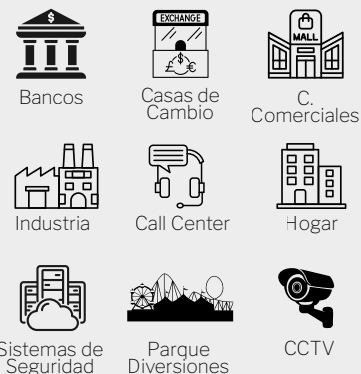 $
EXCHANGE
$
£ €
MALL
Bancos
Casas de
Cambio
C.
Comerciales
Industria
Call Center
Hogar
Sistemas de
Seguridad
Parque
Diversiones
CCTV